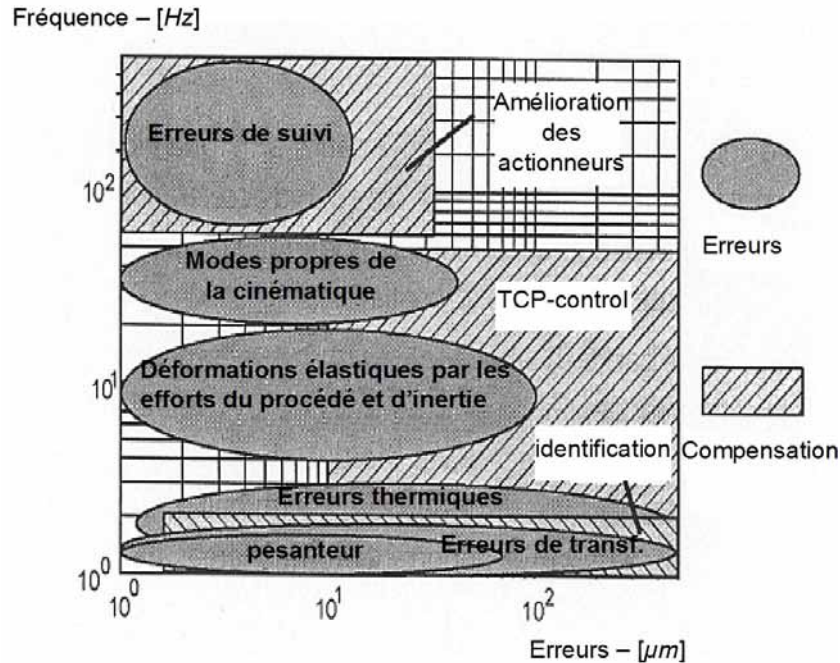 Fréquence – [Hz]
Erreurs de suivi
Amélioration
des
actionneurs
10²
Erreurs
Modes propres de
la cinématique
TCP-control
10¹
Déformations élastiques par les
efforts du procédé et d'inertie
identification
Compensation
Erreurs thermiques
pesanteur
Erreurs de transf.
10⁰
10⁰
10¹
10²
Erreurs – [µm]